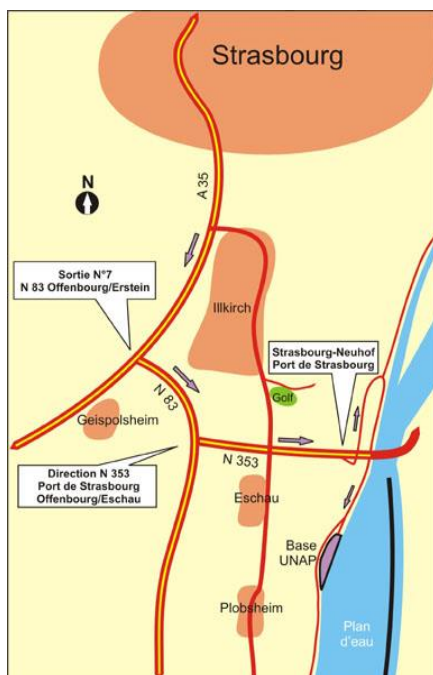 Strasbourg
N
A 35
Sortie N°7
N 83 Offenbourg/Erstein
Illkirch
Strasbourg-Neuhof
Port de Strasbourg
N 83
Golf
Geispolsheim
Direction N 353
Port de Strasbourg
Offenbourg/Eschau
N 353
Eschau
Base
UNAP
Plobsheim
Plan
d'eau